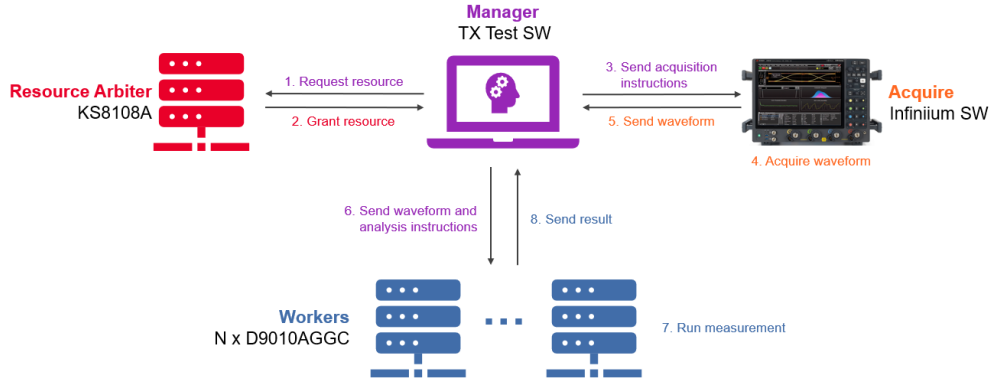 Manager
TX Test SW
Resource Arbiter
KS8108A
1. Request resource
2. Grant resource
3. Send acquisition
instructions
5. Send waveform
Acquire
Infiniium SW
4. Acquire waveform
6. Send waveform and
analysis instructions
8. Send result
Workers
N x D9010AGGC
7. Run measurement